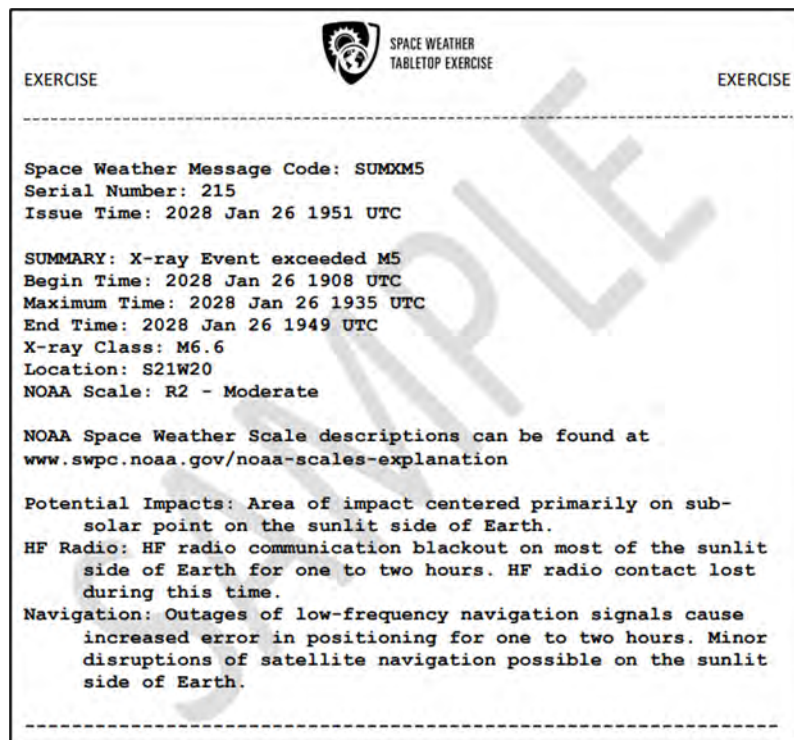 SPACE WEATHER
TABLETOP EXERCISE
EXERCISE
EXERCISE
Space Weather Message Code: SUMXM5
Serial Number: 215
Issue Time: 2028 Jan 26 1951 UTC
SUMMARY: X-ray Event exceeded M5
Begin Time: 2028 Jan 26 1908 UTC
Maximum Time: 2028 Jan 26 1935 UTC
End Time: 2028 Jan 26 1949 UTC
X-ray Class: M6.6
Location: S21W20
NOAA Scale: R2 - Moderate
NOAA Space Weather Scale descriptions can be found at
www.swpc.noaa.gov/noaa-scales-explanation
Potential Impacts: Area of impact centered primarily on sub-
solar point on the sunlit side of Earth.
HF Radio: HF radio communication blackout on most of the sunlit
side of Earth for one to two hours. HF radio contact lost
during this time.
Navigation: Outages of low-frequency navigation signals cause
increased error in positioning for one to two hours. Minor
disruptions of satellite navigation possible on the sunlit
side of Earth.
SAMPLE